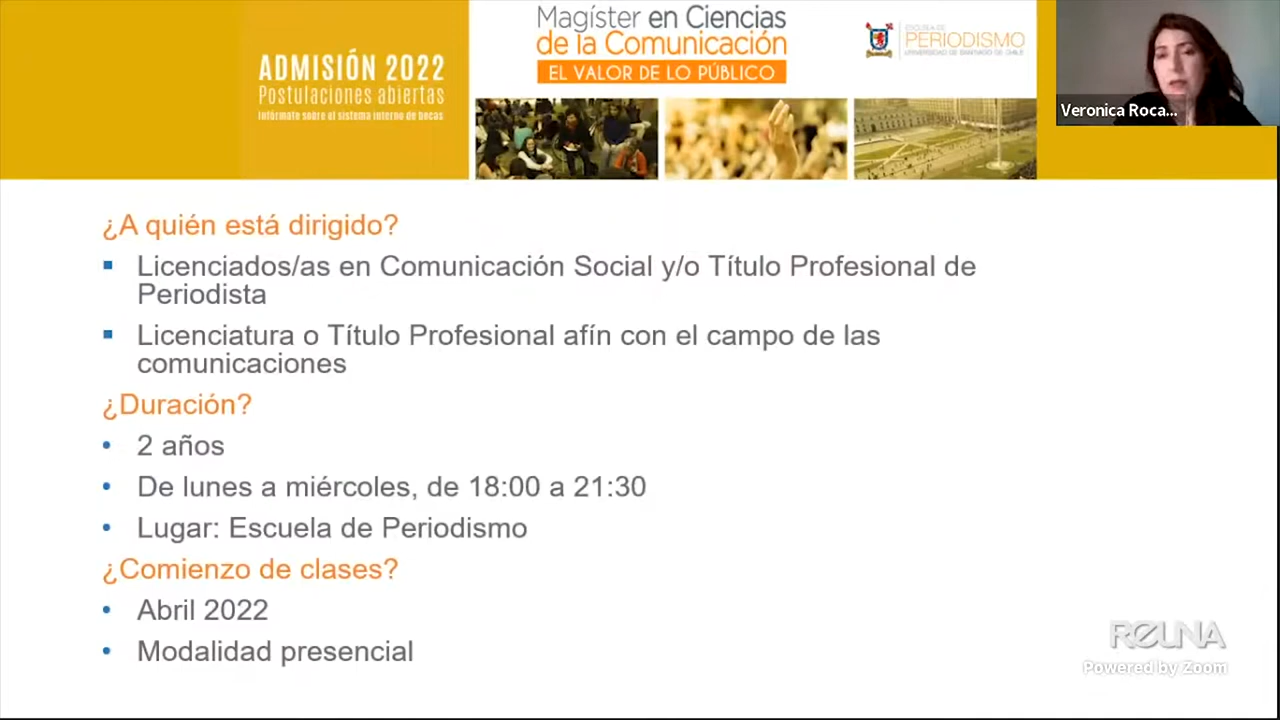 ADMISIÓN 2022
Postulaciones abiertas
Infórmate sobre el sistema interno de becas
Magíster en Ciencias
de la Comunicación
EL VALOR DE LO PÚBLICO
ESCUELA DE
PERIODISMO
UNIVERSIDAD DE SANTIAGO DE CHILE
Veronica Roca...
¿A quién está dirigido?
▪ Licenciados/as en Comunicación Social y/o Título Profesional de
Periodista
▪ Licenciatura o Título Profesional afín con el campo de las
comunicaciones
¿Duración?
• 2 años
• De lunes a miércoles, de 18:00 a 21:30
• Lugar: Escuela de Periodismo
¿Comienzo de clases?
• Abril 2022
• Modalidad presencial
REUNA
Powered by Zoom